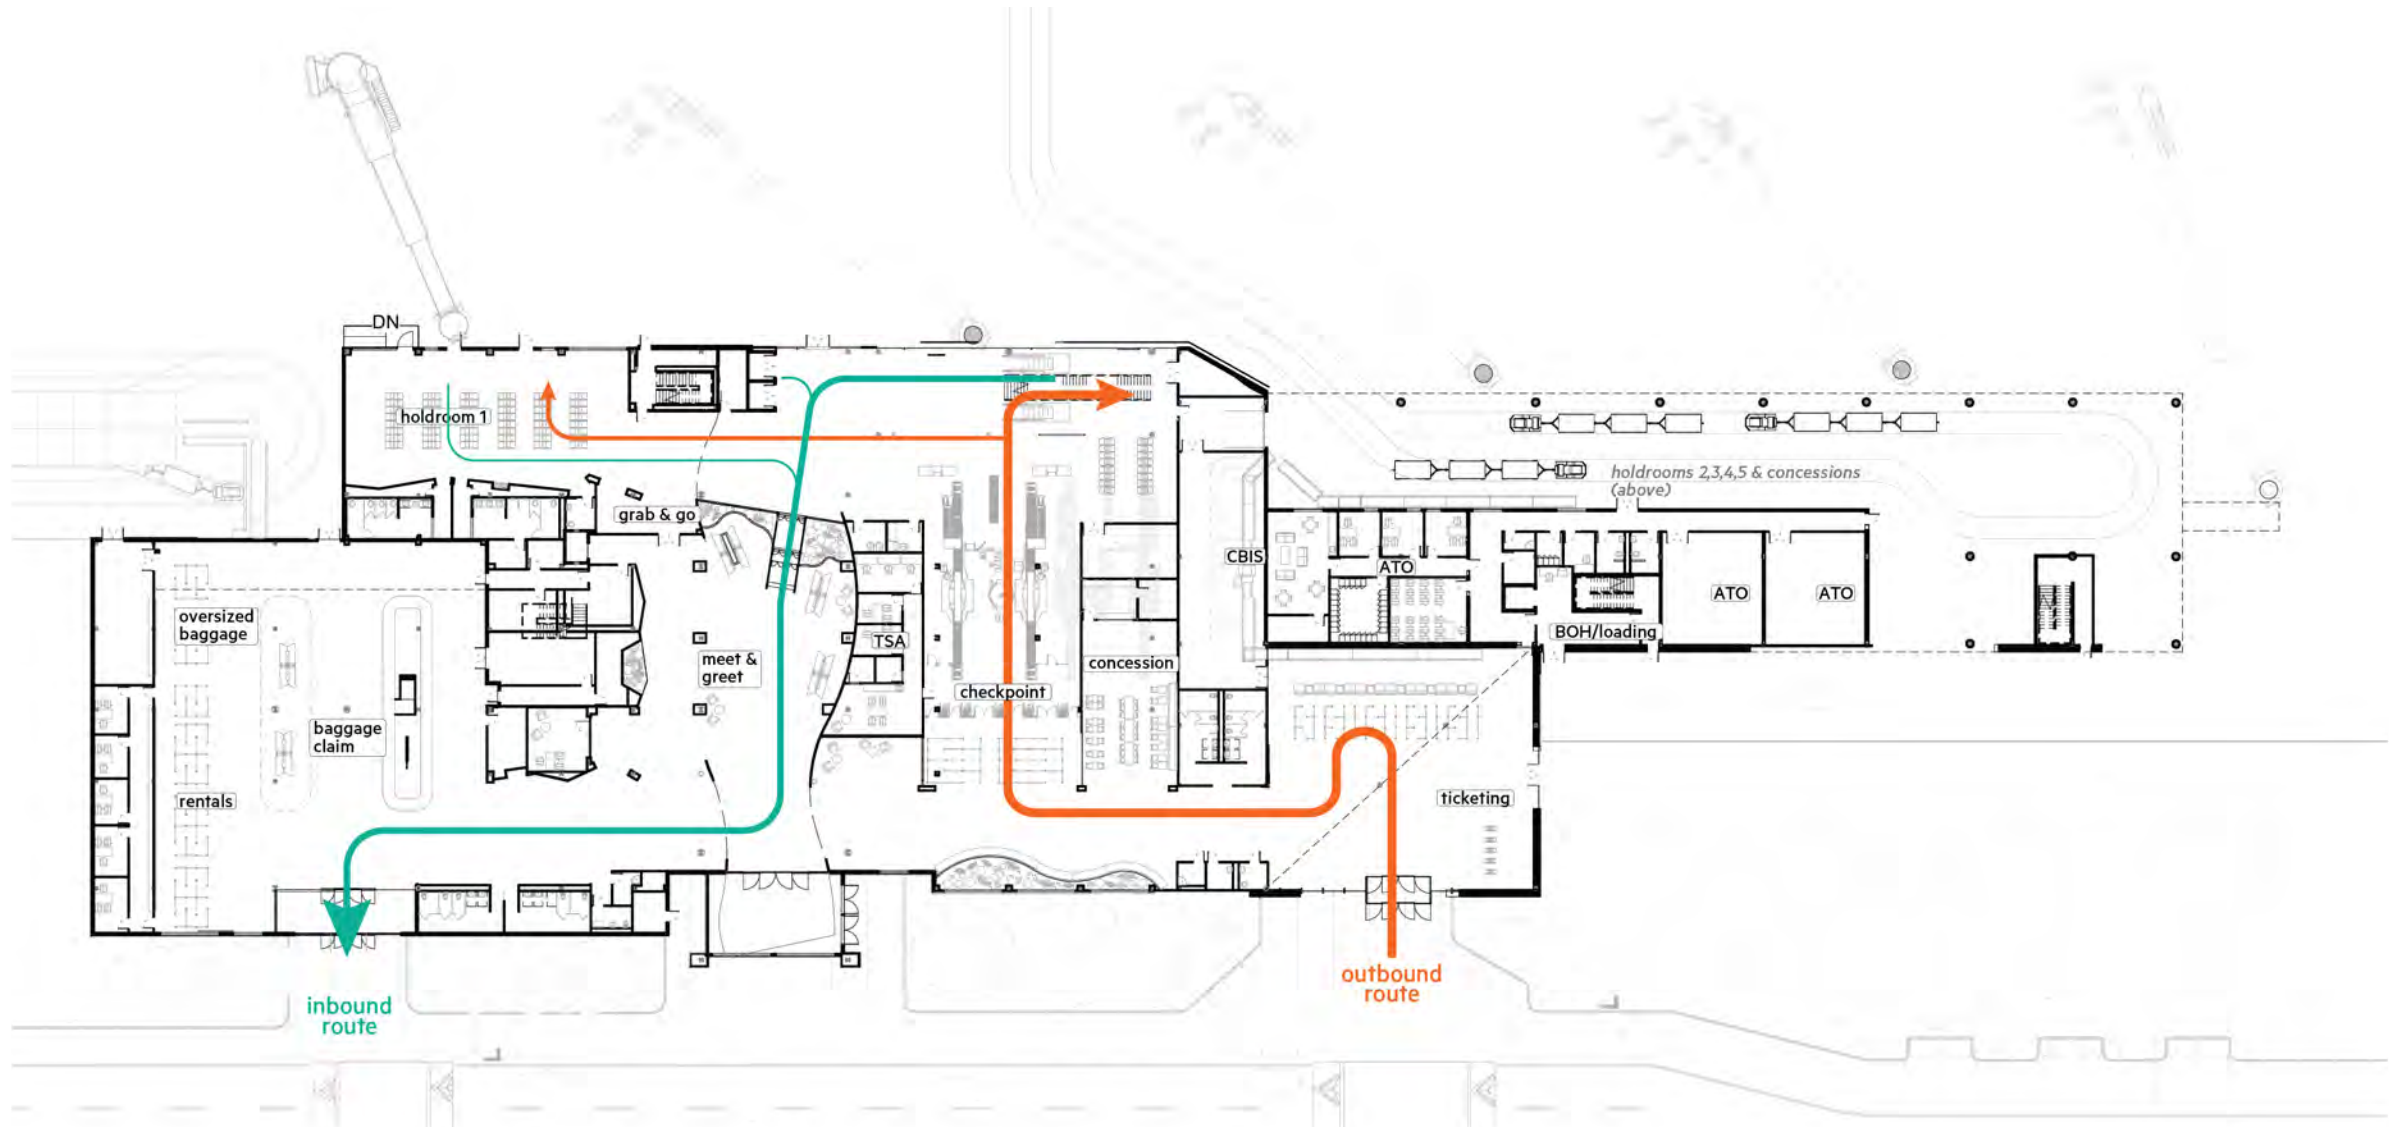 DN
holdroom 1
grab & go
holdrooms 2,3,4,5 & concessions
(above)
CBIS
ATO
ATO
ATO
oversized
baggage
BOH/loading
TSA
meet &
greet
concession
checkpoint
baggage
claim
rentals
ticketing
outbound
route
inbound
route